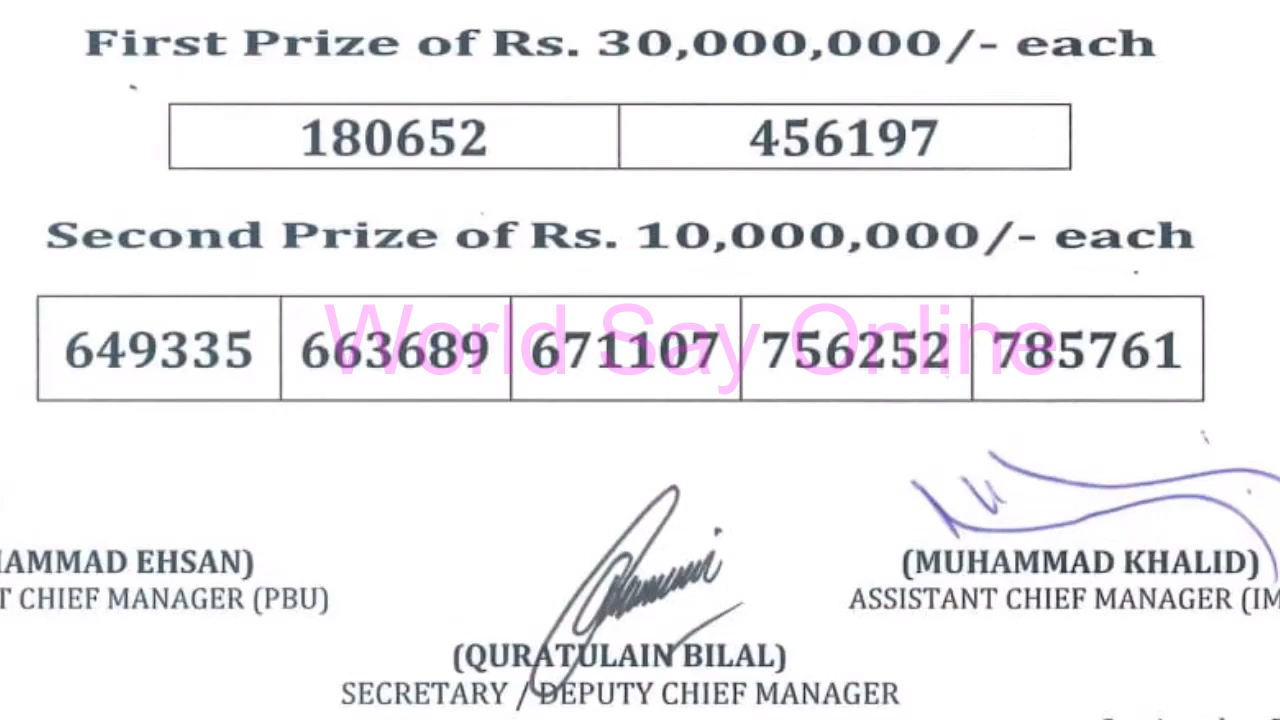 First Prize of Rs. 30,000,000/- each
180652 456197
Second Prize of Rs. 10,000,000/- each
649335 663689 671107 756252 785761
World Say Online
AMMAD EHSAN) (MUHAMMAD KHALID)
T CHIEF MANAGER (PBU) ASSISTANT CHIEF MANAGER (IM
(QURATULAIN BILAL)
SECRETARY / DEPUTY CHIEF MANAGER